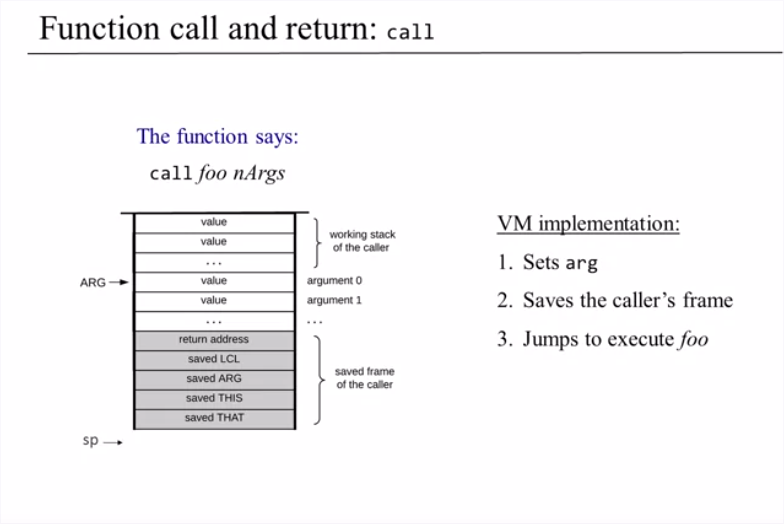 Function call and return: call
The function says:
call foo nArgs
value
value
...
value
value
...
return address
saved LCL
saved ARG
saved THIS
saved THAT
ARG
sp
working stack
of the caller
argument 0
argument 1
...
saved frame
of the caller
VM implementation:
1. Sets arg
2. Saves the caller’s frame
3. Jumps to execute foo